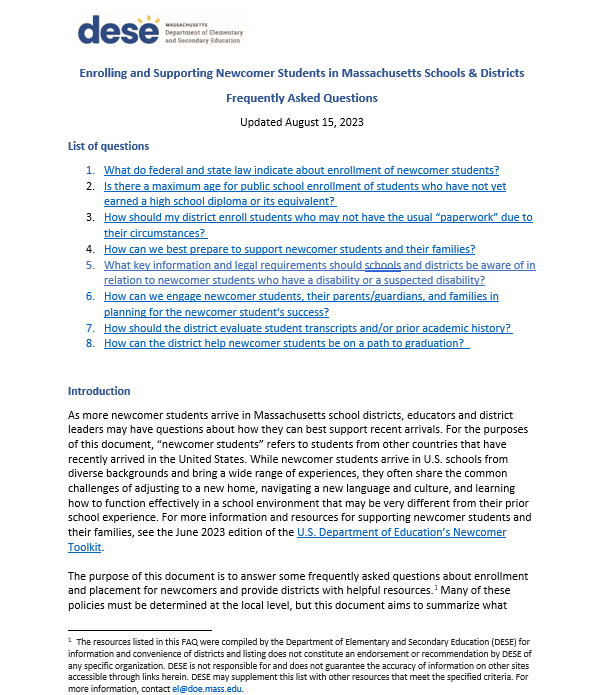 dese
MASSACHUSETTS
Department of Elementary
and Secondary Education
Enrolling and Supporting Newcomer Students in Massachusetts Schools & Districts
Frequently Asked Questions
Updated August 15, 2023
List of questions
1. What do federal and state law indicate about enrollment of newcomer students?
2. Is there a maximum age for public school enrollment of students who have not yet
earned a high school diploma or its equivalent?
3. How should my district enroll students who may not have the usual “paperwork” due to
their circumstances?
4. How can we best prepare to support newcomer students and their families?
5. What key information and legal requirements should schools and districts be aware of in
relation to newcomer students who have a disability or a suspected disability?
6. How can we engage newcomer students, their parents/guardians, and families in
planning for the newcomer student's success?
7. How should the district evaluate student transcripts and/or prior academic history?
8. How can the district help newcomer students be on a path to graduation?
Introduction
As more newcomer students arrive in Massachusetts school districts, educators and district
leaders may have questions about how they can best support recent arrivals. For the purposes
of this document, “newcomer students” refers to students from other countries that have
recently arrived in the United States. While newcomer students arrive in U.S. schools from
diverse backgrounds and bring a wide range of experiences, they often share the common
challenges of adjusting to a new home, navigating a new language and culture, and learning
how to function effectively in a school environment that may be very different from their prior
school experience. For more information and resources for supporting newcomer students and
their families, see the June 2023 edition of the U.S. Department of Education’s Newcomer
Toolkit.
The purpose of this document is to answer some frequently asked questions about enrollment
and placement for newcomers and provide districts with helpful resources.¹ Many of these
policies must be determined at the local level, but this document aims to summarize what
¹ The resources listed in this FAQ were compiled by the Department of Elementary and Secondary Education (DESE) for
information and convenience of districts and listing does not constitute an endorsement or recommendation by DESE of
any specific organization. DESE is not responsible for and does not guarantee the accuracy of information on other sites
accessible through links herein. DESE may supplement this list with other resources that meet the specified criteria. For
more information, contact el@doe.mass.edu.